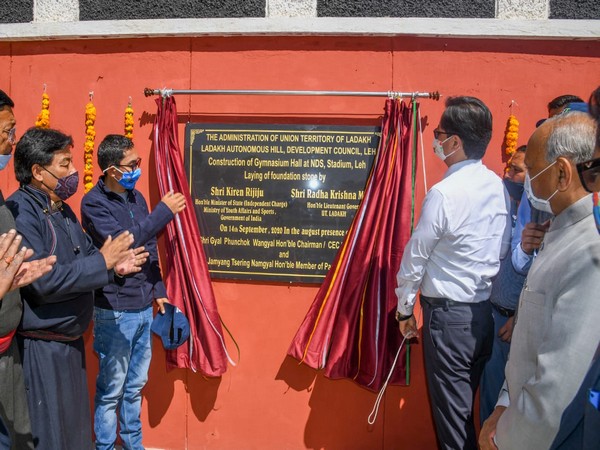 THE ADMINISTRATION OF UNION TERRITORY OF LADAKH
LADAKH AUTONOMOUS HILL, DEVELOPMENT COUNCIL, LEH
Construction of Gymnasium Hall at NDS, Stadium, Leh
Laying of foundation stone by
Shri Kiren Rijiju Shri Radha Krishna M
Hon'ble Minister of State (Independent Charge) Hon'ble Lieutenant Governor
Ministry of Youth Affairs and Sports, UT, LADAKH
Government of India
On 14th September, 2020 In the august presence
Shri Gyal Phunchok Wangyal Hon'ble Chairman / CEC
Jamyang Tsering Namgyal Hon'ble Member of Pa